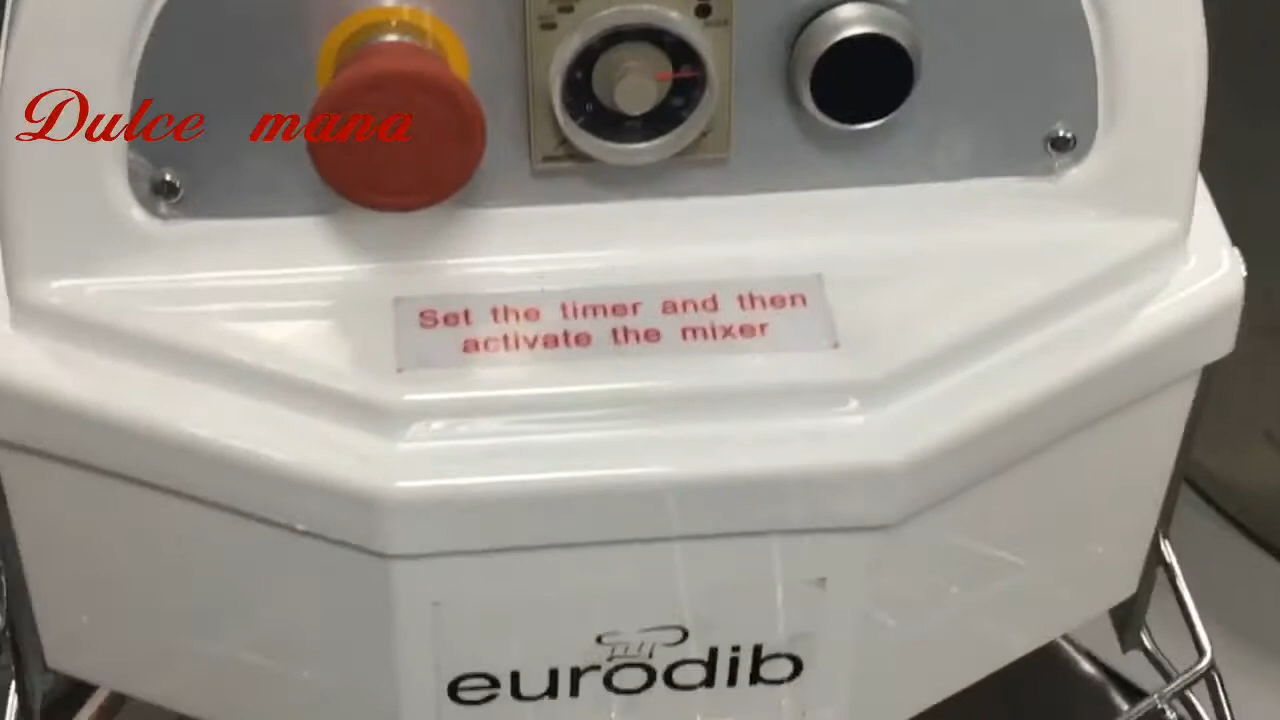 Dulce mana
Set the timer and then
activate the mixer
eurodib